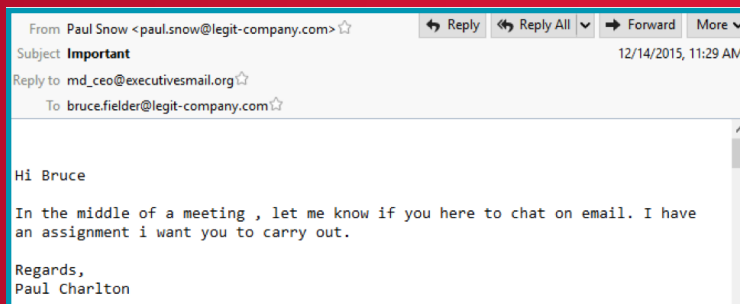 From Paul Snow <paul.snow@legit-company.com> Reply Reply All Forward More
Subject Important 12/14/2015, 11:29 AM
Reply to md_ceo@executivesmail.org
To bruce.fielder@legit-company.com
Hi Bruce
In the middle of a meeting , let me know if you here to chat on email. I have
an assignment i want you to carry out.
Regards,
Paul Charlton